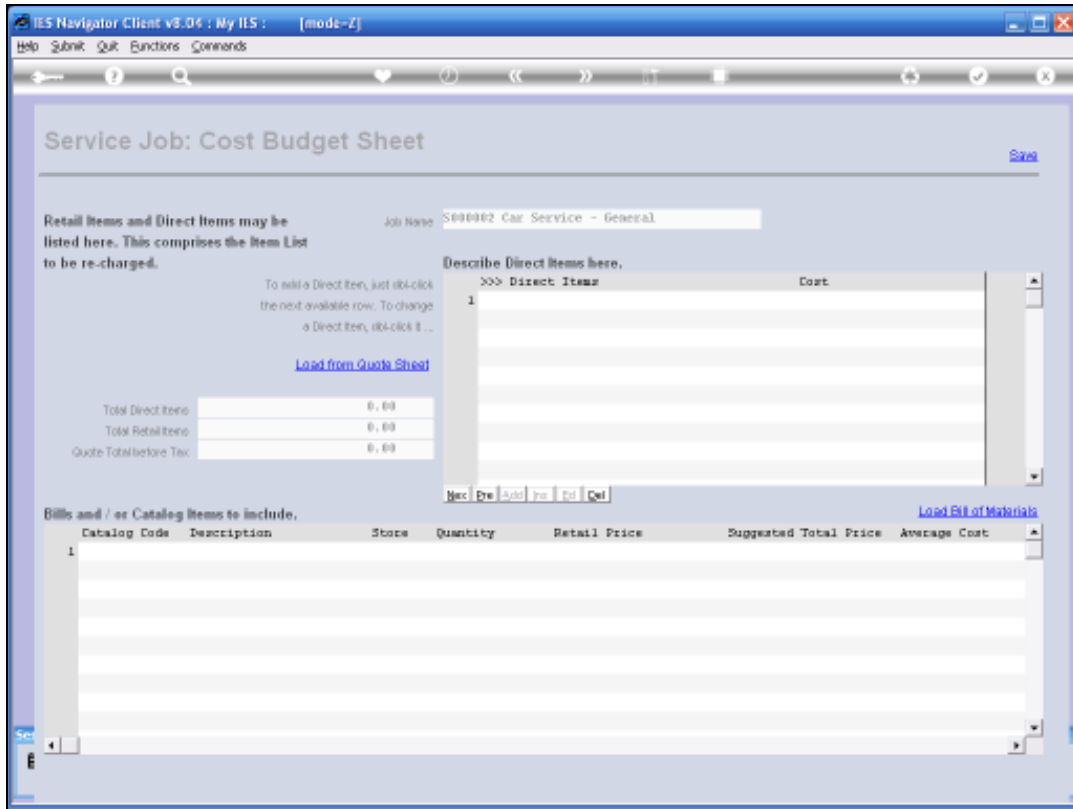 IES Navigator Client v8.04 : My IES : [mode=Z]
Help Submit Quit Functions Commands
Service Job: Cost Budget Sheet
Save
Retail Items and Direct Items may be
listed here. This comprises the Item List
to be re-charged.
Job Name S000002 Car Service - General
To add a Direct Item, just dbl-click
the next available row. To change
a Direct Item, dbl-click it ...
Load from Quote Sheet
Total Direct Items 0.00
Total Retail Items 0.00
Quote Total before Tax 0.00
Describe Direct Items here.
>>> Direct Items Cost
1
Nex Pre Add Ins Ed Del
Bills and / or Catalog Items to include.
Load Bill of Materials
Catalog Code Description Store Quantity Retail Price Suggested Total Price Average Cost
1